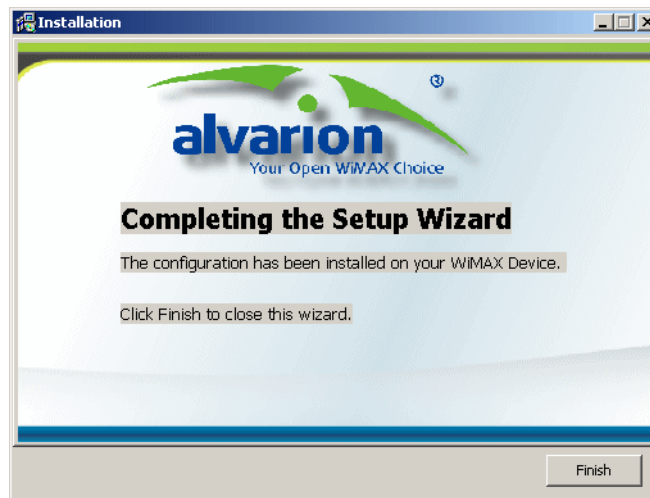 Installation
®
alvarion
Your Open WiMAX Choice
Completing the Setup Wizard
The configuration has been installed on your WiMAX Device.
Click Finish to close this wizard.
Finish